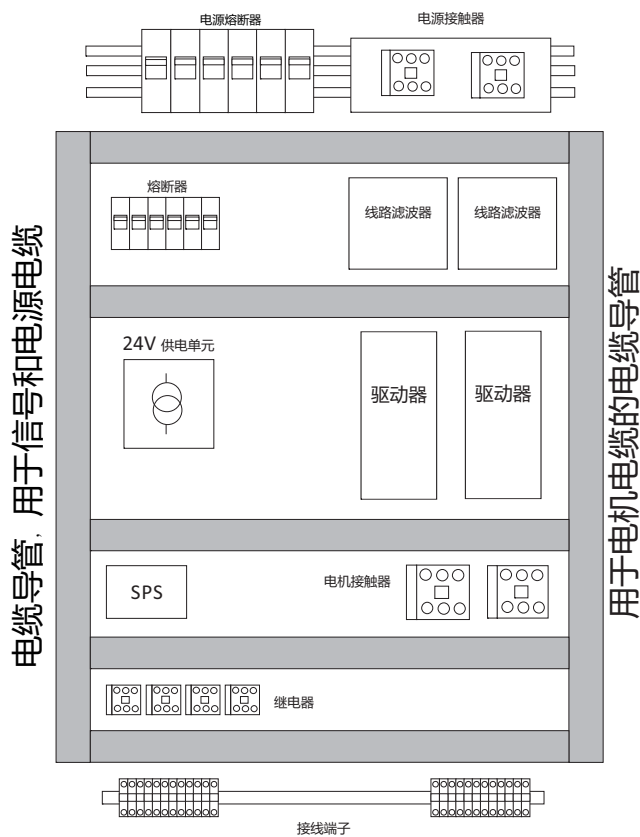 电源熔断器
电源接触器
熔断器
线路滤波器
线路滤波器
电缆导管, 用于信号和电源电缆
用于电机电缆的电缆导管
24V 供电单元
驱动器
驱动器
SPS
电机接触器
继电器
接线端子